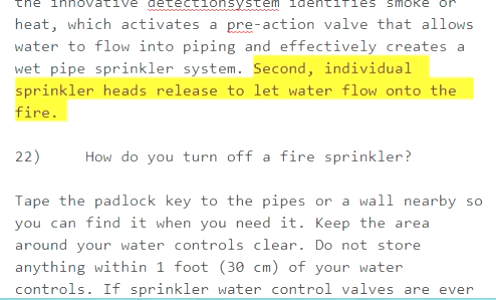 the innovative detectionsystem identifies smoke or
heat, which activates a pre-action valve that allows
water to flow into piping and effectively creates a
wet pipe sprinkler system. Second, individual
sprinkler heads release to let water flow onto the
fire.
22) How do you turn off a fire sprinkler?
Tape the padlock key to the pipes or a wall nearby so
you can find it when you need it. Keep the area
around your water controls clear. Do not store
anything within 1 foot (30 cm) of your water
controls. If sprinkler water control valves are ever